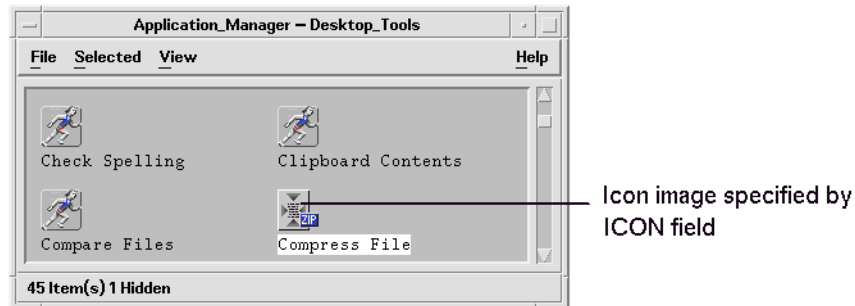 Application_Manager – Desktop_Tools
File Selected View Help
Check Spelling
Clipboard Contents
Compare Files
ZIP
Compress File
45 Item(s) 1 Hidden
Icon image specified by
ICON field